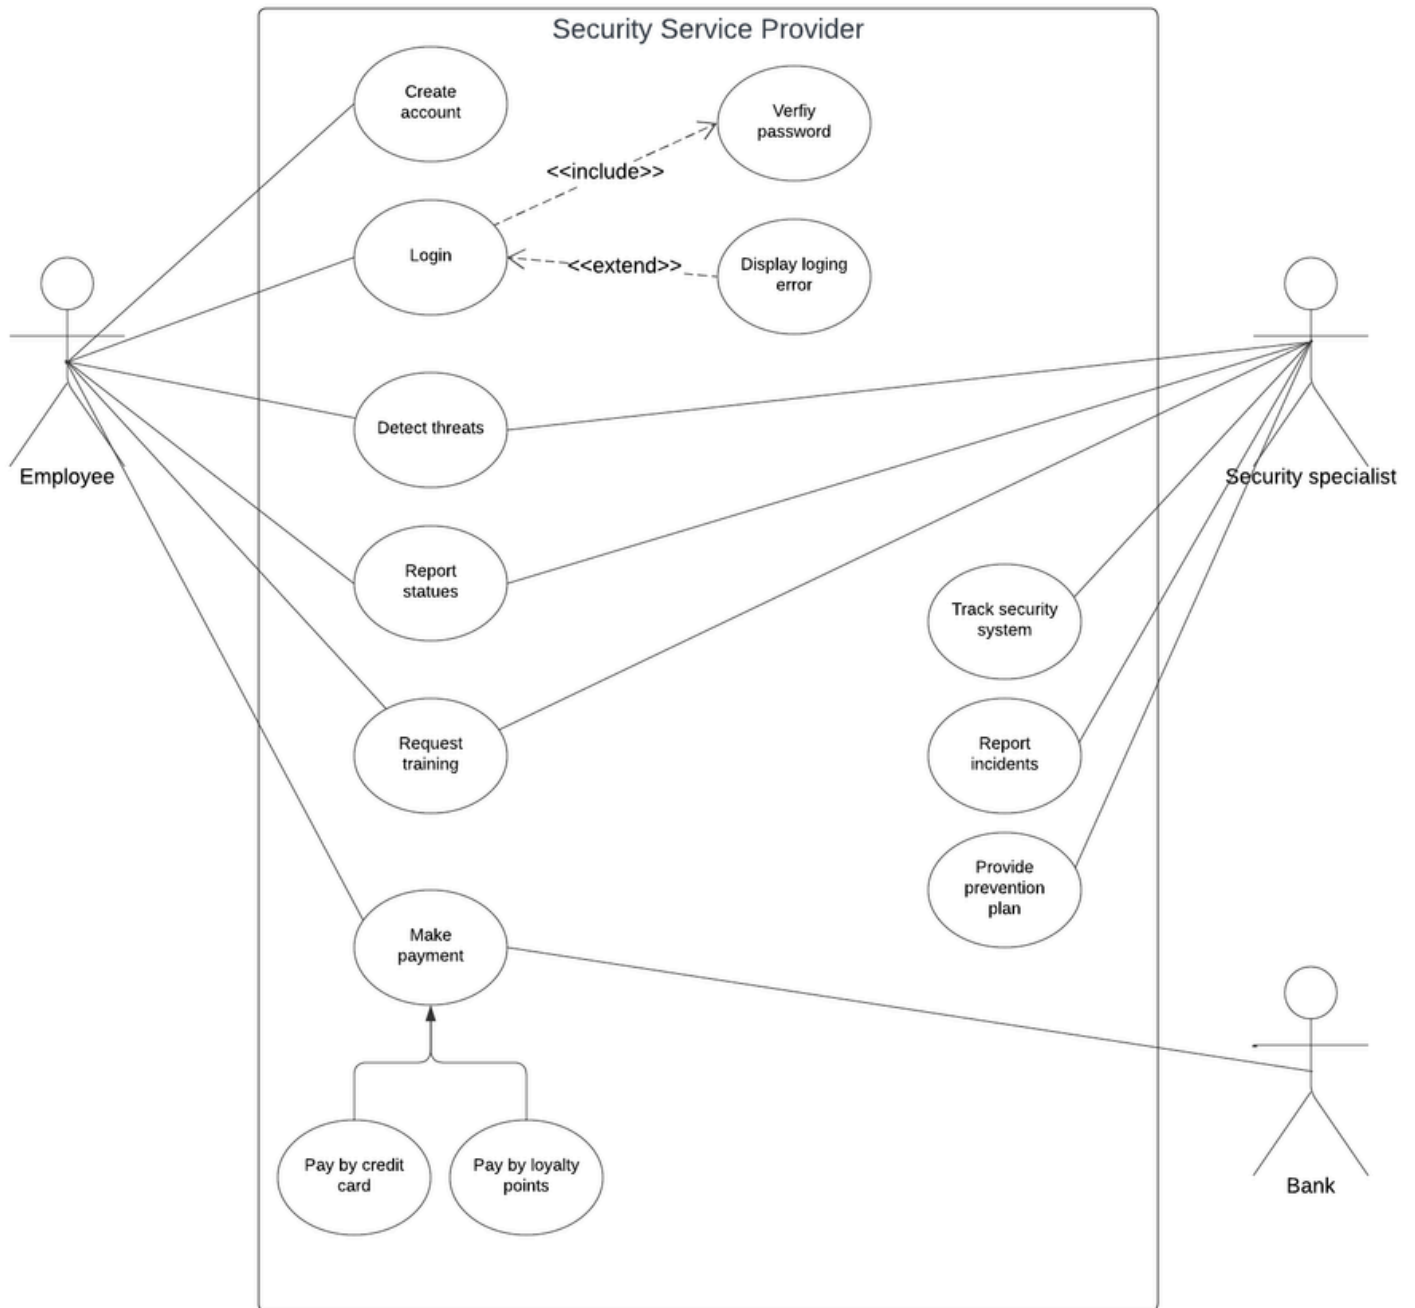 Security Service Provider
Create
account
Verfiy
password
<<include>>
Login
<<extend>>
Display loging
error
Detect threats
Employee
Security specialist
Report
statues
Track security
system
Request
training
Report
incidents
Provide
prevention
plan
Make
payment
Pay by credit
card
Pay by loyalty
points
Bank